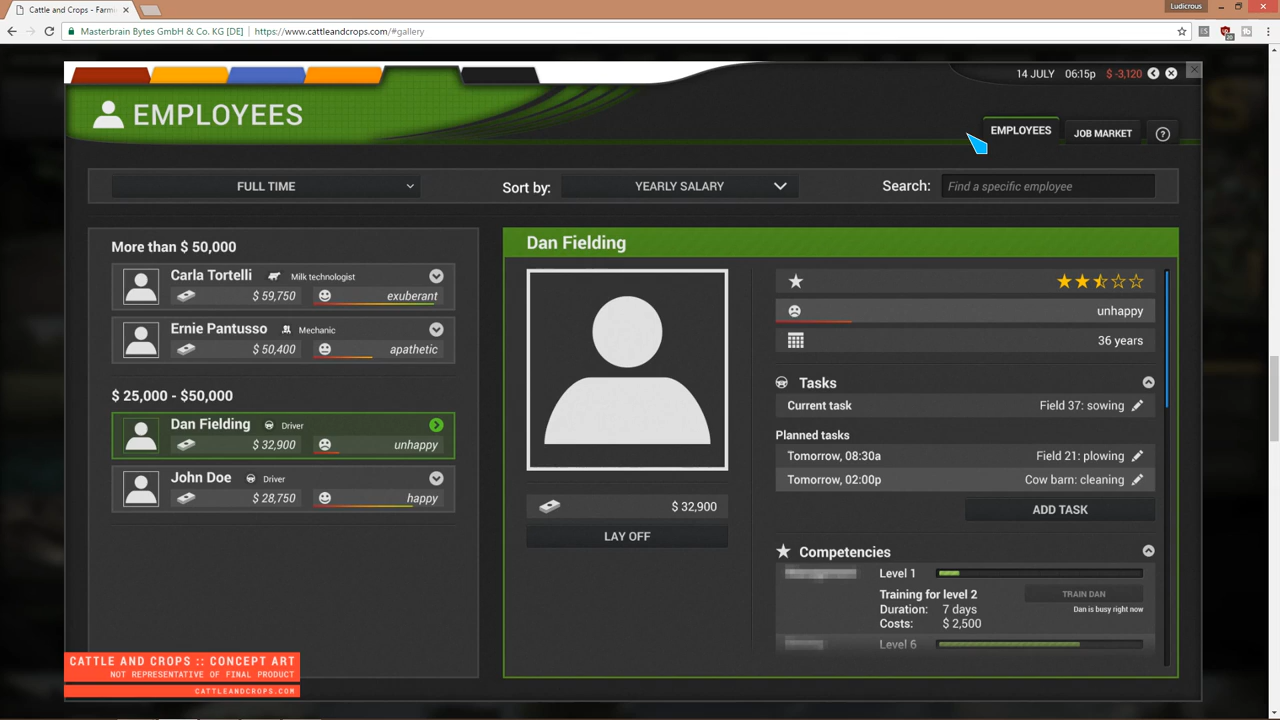 Cattle and Crops - Farmi
Ludicrous
Masterbrain Bytes GmbH & Co. KG [DE]
https://www.cattleandcrops.com/#gallery
14 JULY 06:15p $ -3,120
EMPLOYEES
EMPLOYEES
JOB MARKET
?
FULL TIME
Sort by:
YEARLY SALARY
Search:
Find a specific employee
More than $ 50,000
Carla Tortelli Milk technologist
$ 59,750 exuberant
Ernie Pantusso Mechanic
$ 50,400 apathetic
$ 25,000 - $50,000
Dan Fielding Driver
$ 32,900 unhappy
John Doe Driver
$ 28,750 happy
Dan Fielding
$ 32,900
LAY OFF
unhappy
36 years
Tasks
Current task Field 37: sowing
Planned tasks
Tomorrow, 08:30a Field 21: plowing
Tomorrow, 02:00p Cow barn: cleaning
ADD TASK
Competencies
Level 1
Training for level 2
TRAIN DAN
Duration: 7 days
Dan is busy right now
Costs: $ 2,500
Level 6
CATTLE AND CROPS :: CONCEPT ART
NOT REPRESENTATIVE OF FINAL PRODUCT
CATTLEANDCROPS.COM